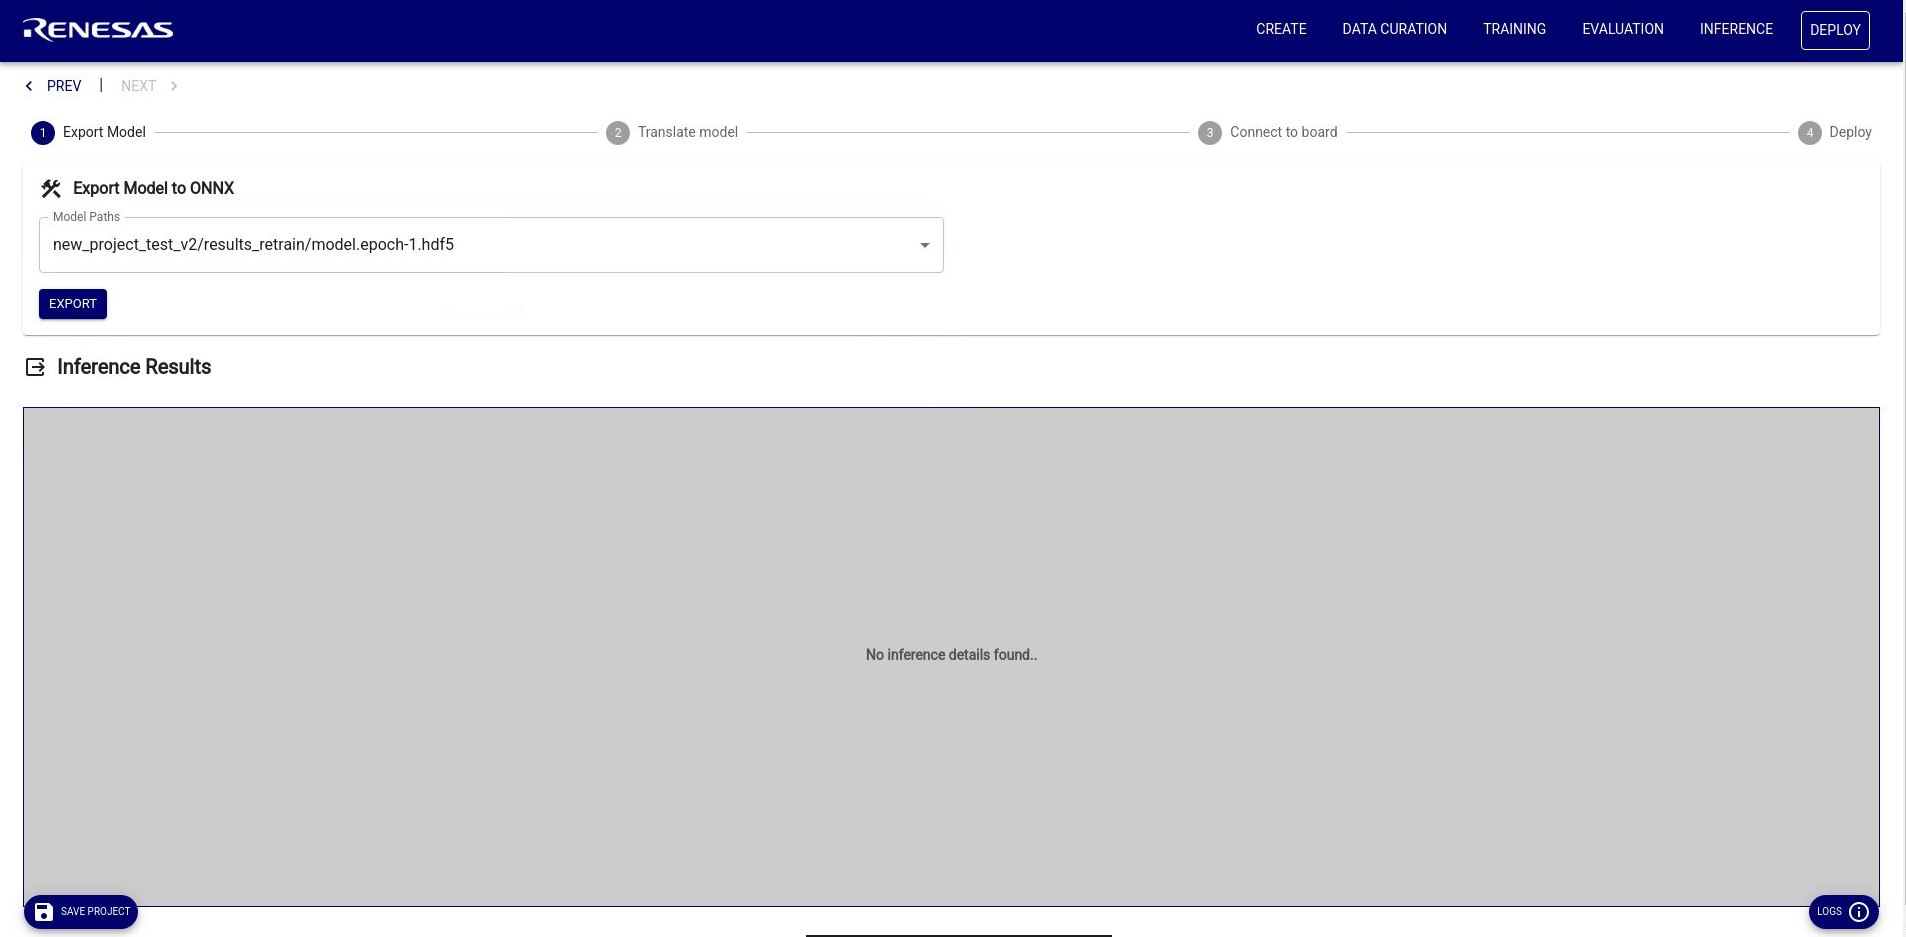 RENESAS
CREATE DATA CURATION TRAINING EVALUATION INFERENCE DEPLOY
PREV | NEXT
1 Export Model 2 Translate model 3 Connect to board 4 Deploy
Export Model to ONNX
Model Paths
new_project_test_v2/results_retrain/model.epoch-1.hdf5
EXPORT
Inference Results
No inference details found..
SAVE PROJECT LOGS